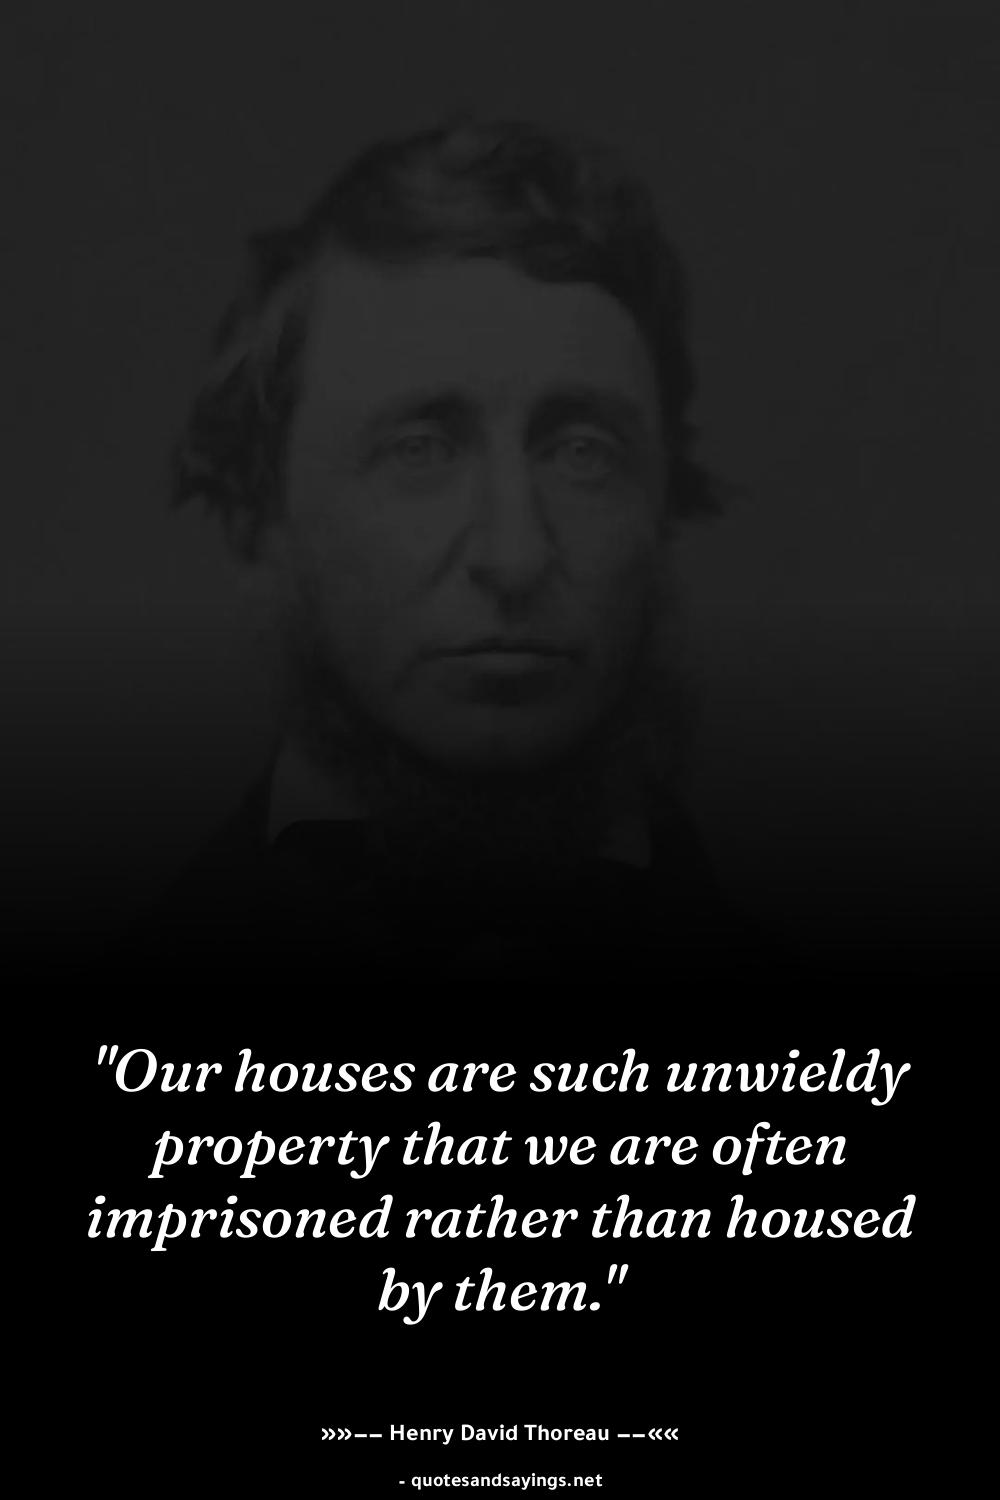 "Our houses are such unwieldy
property that we are often
imprisoned rather than housed
by them."
»»–– Henry David Thoreau ––««
- quotesandsayings.net